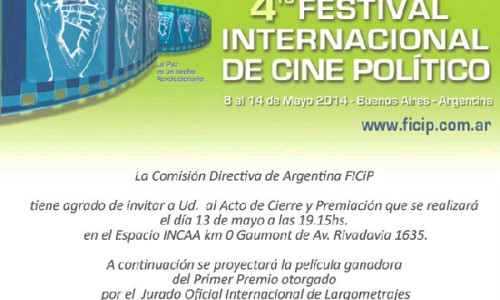 4to FESTIVAL
INTERNACIONAL
DE CINE POLÍTICO
La Paz
es un hecho
Revolucionario
8 al 14 de Mayo 2014 - Buenos Aires - Argentina
www.ficip.com.ar
La Comisión Directiva de Argentina FICiP
tiene agrado de invitar a Ud. al Acto de Cierre y Premiación que se realizará
el día 13 de mayo a las 19.15hs.
en el Espacio INCAA km 0 Gaumont de Av. Rivadavia 1635.
A continuación se proyectará la película ganadora
del Primer Premio otorgado
por el Jurado Oficial Internacional de Largometrajes